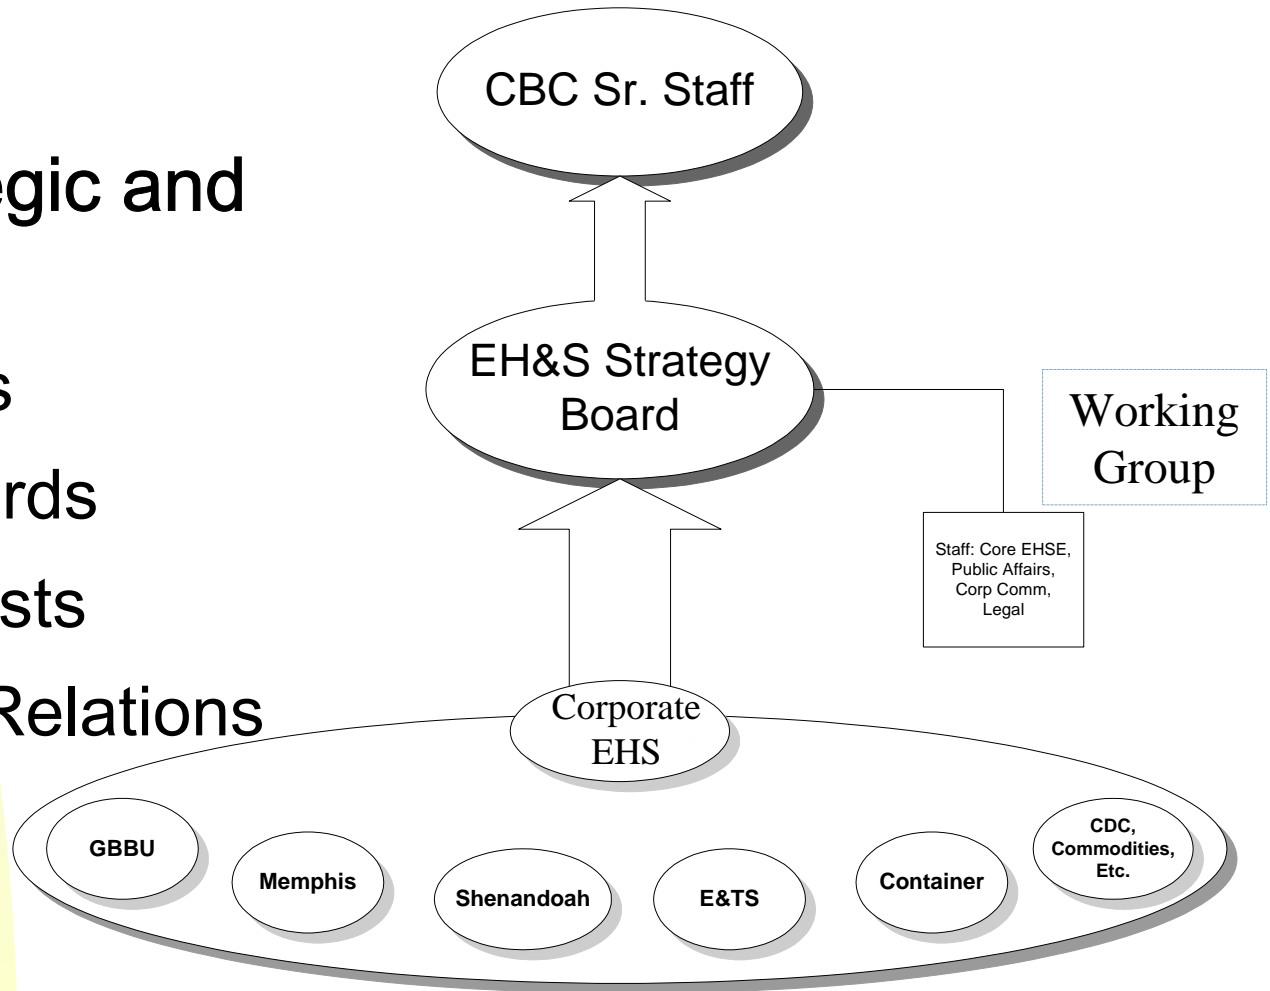 CBC Sr. Staff
egic and
s
rds
sts
Relations
EH&S Strategy
Board
Working
Group
Staff: Core EHSE,
Public Affairs,
Corp Comm,
Legal
Corporate
EHS
GBBU
Memphis
Shenandoah
E&TS
Container
CDC,
Commodities,
Etc.